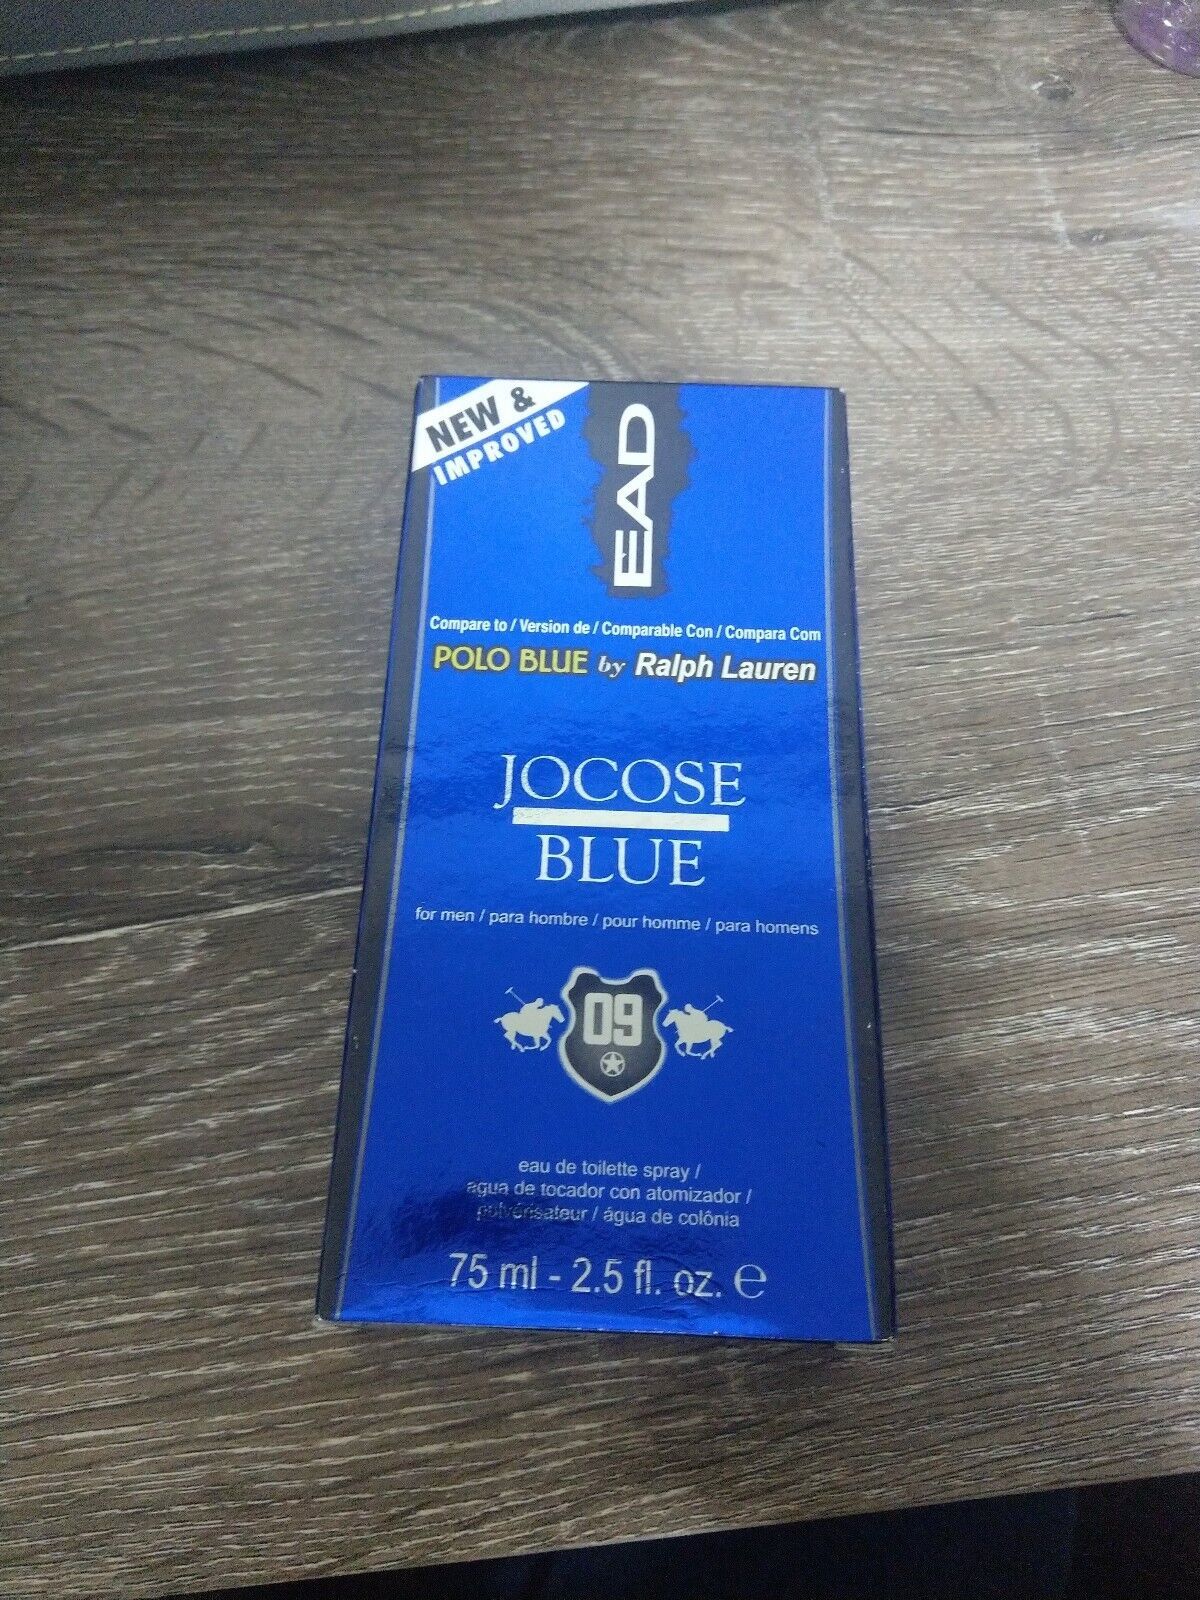 NEW &
IMPROVED
EAD
Compare to / Version de / Comparable Con / Compara Com
POLO BLUE by Ralph Lauren
JOCOSE
BLUE
for men / para hombre / pour homme / para homens
09
eau de toilette spray /
agua de tocador con atomizador /
pulvérisateur / água de colônia
75 ml - 2.5 fl. oz. ℮